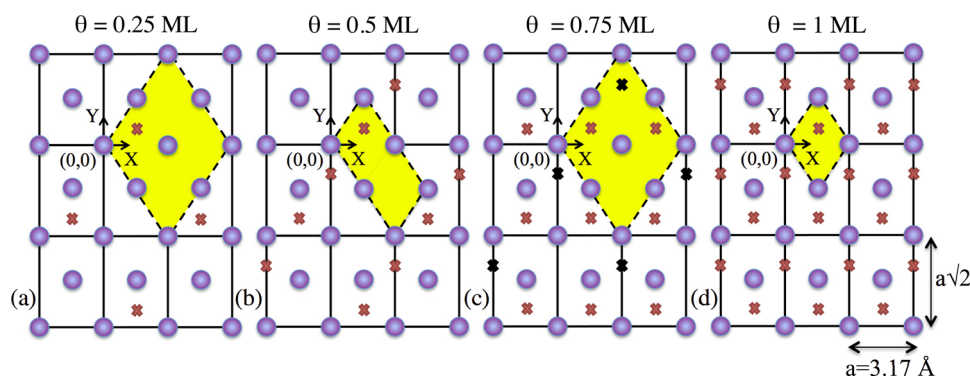 θ = 0.25 ML
θ = 0.5 ML
θ = 0.75 ML
θ = 1 ML
Y
X
(0,0)
Y
X
(0,0)
Y
X
(0,0)
Y
X
(0,0)
(a)
(b)
(c)
(d)
a√2
a=3.17 Å